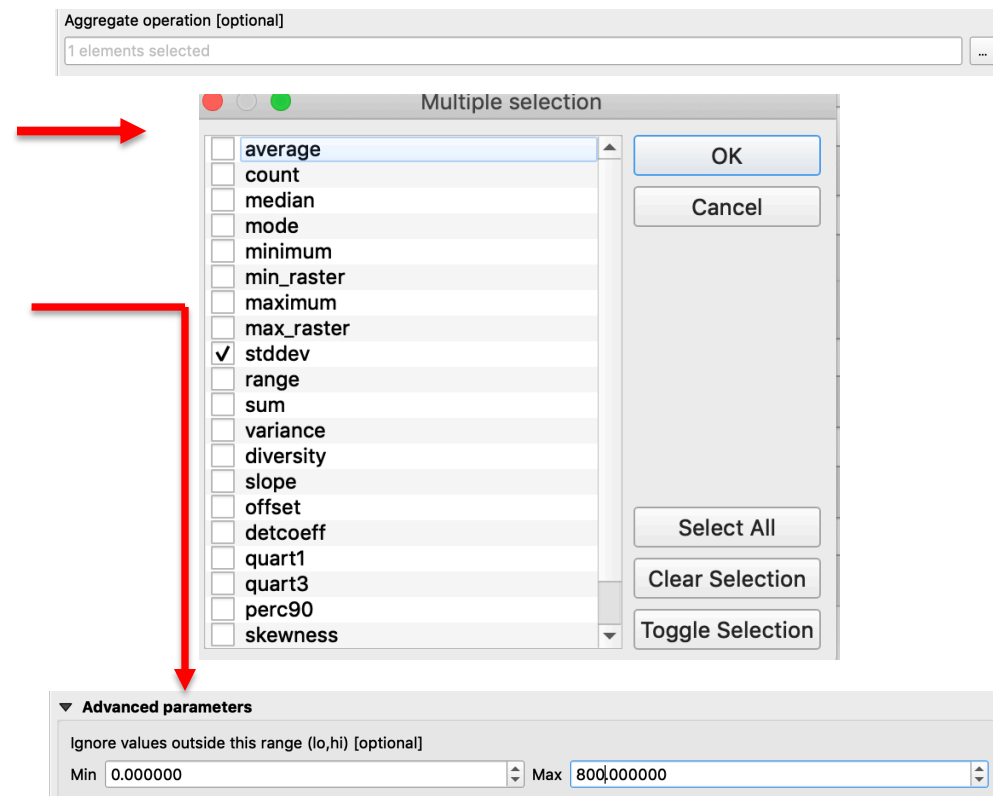 Aggregate operation [optional]
1 elements selected
...
Multiple selection
average
OK
count
median
Cancel
mode
minimum
min_raster
maximum
max_raster
stddev
range
sum
variance
diversity
slope
offset
detcoeff
Select All
quart1
quart3
Clear Selection
perc90
skewness
Toggle Selection
Advanced parameters
Ignore values outside this range (lo,hi) [optional]
Min 0.000000 Max 800.000000